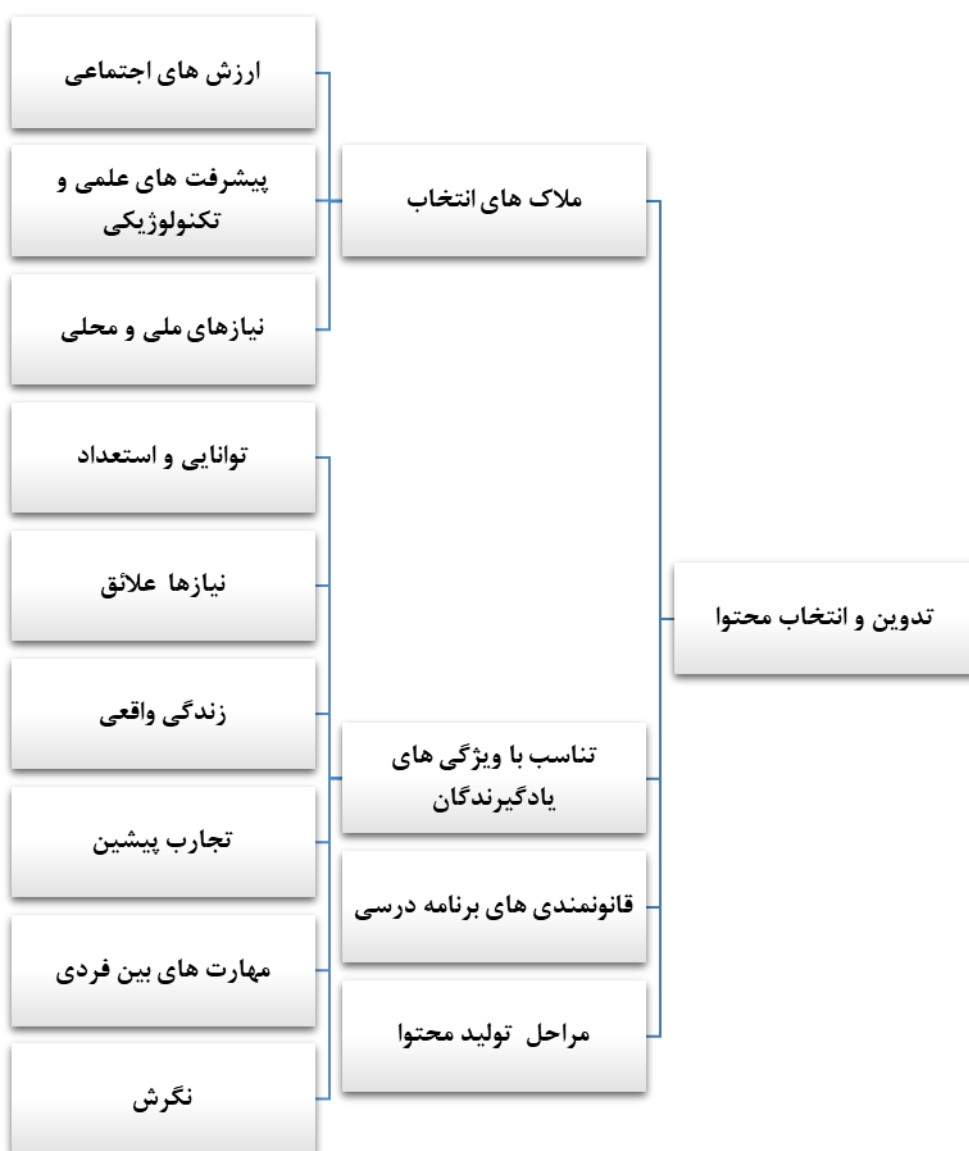 تدوین و انتخاب محتوا
ملاک های انتخاب
ارزش های اجتماعی
پیشرفت های علمی و
تکنولوژیکی
نیازهای ملی و محلی
تناسب با ویژگی های
یادگیرندگان
توانایی و استعداد
نیازها علائق
زندگی واقعی
تجارب پیشین
مهارت های بین فردی
نگرش
قانونمندی های برنامه درسی
مراحل تولید محتوا